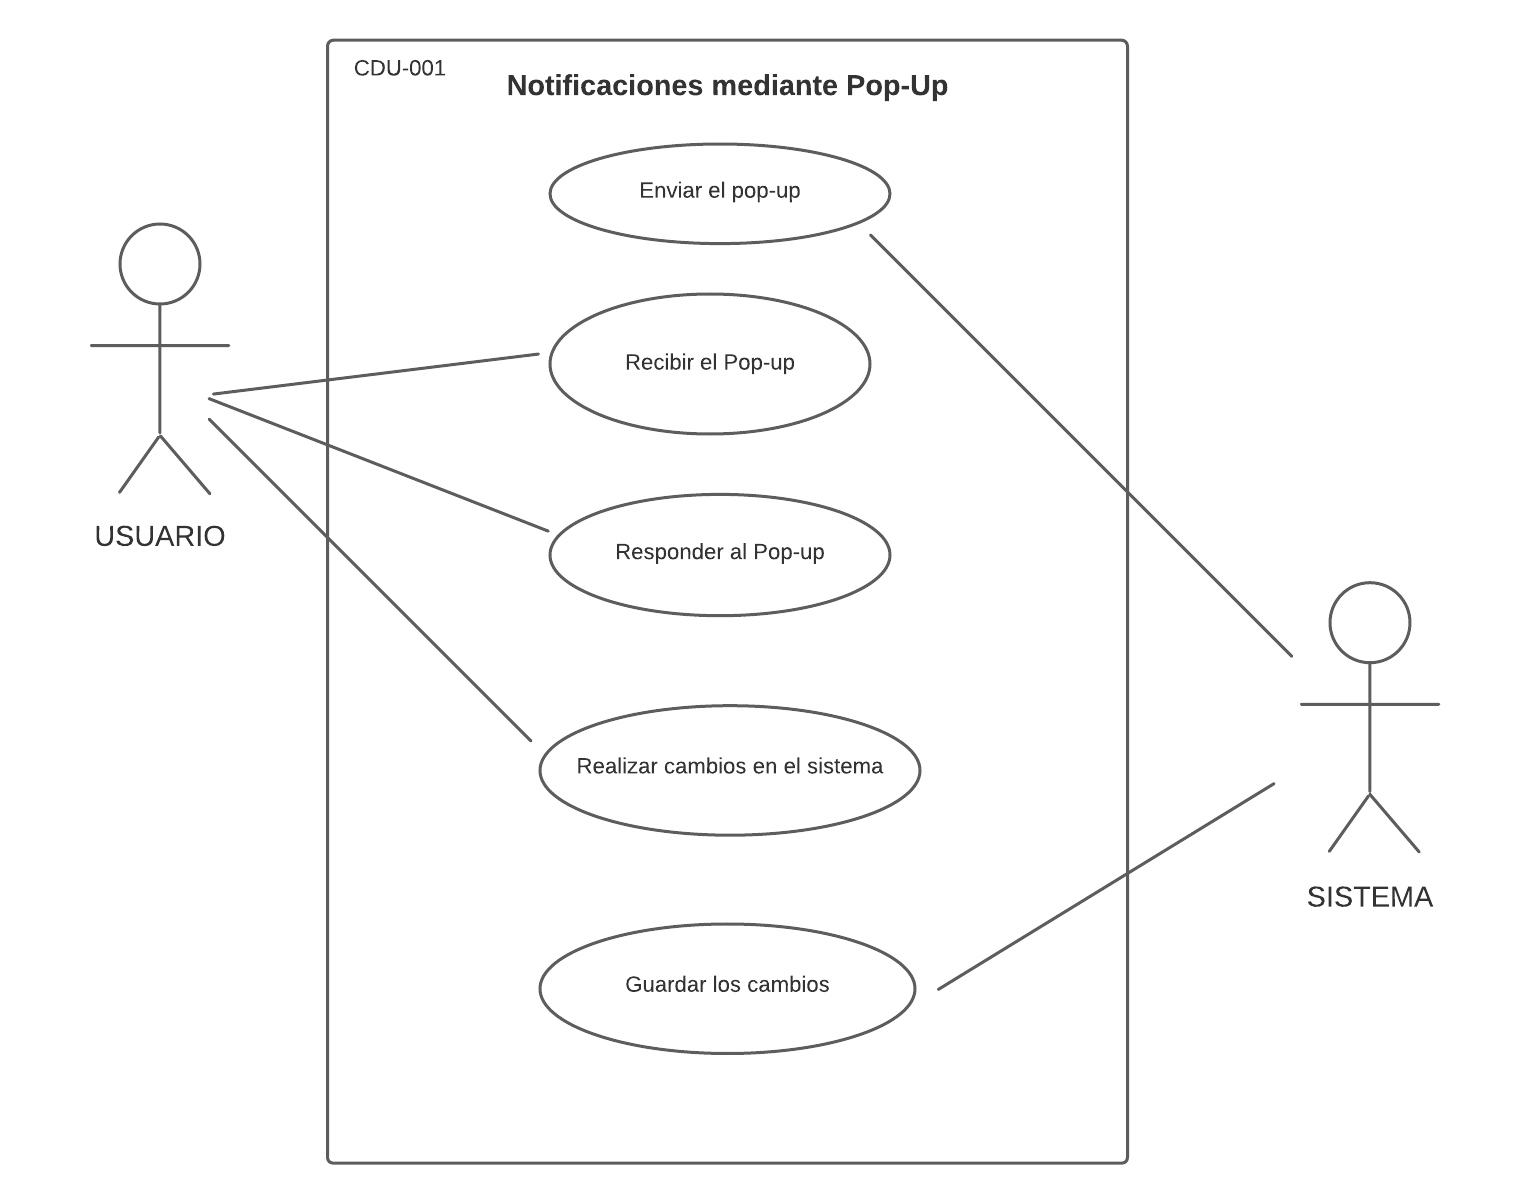 CDU-001
Notificaciones mediante Pop-Up
Enviar el pop-up
Recibir el Pop-up
USUARIO
Responder al Pop-up
Realizar cambios en el sistema
SISTEMA
Guardar los cambios